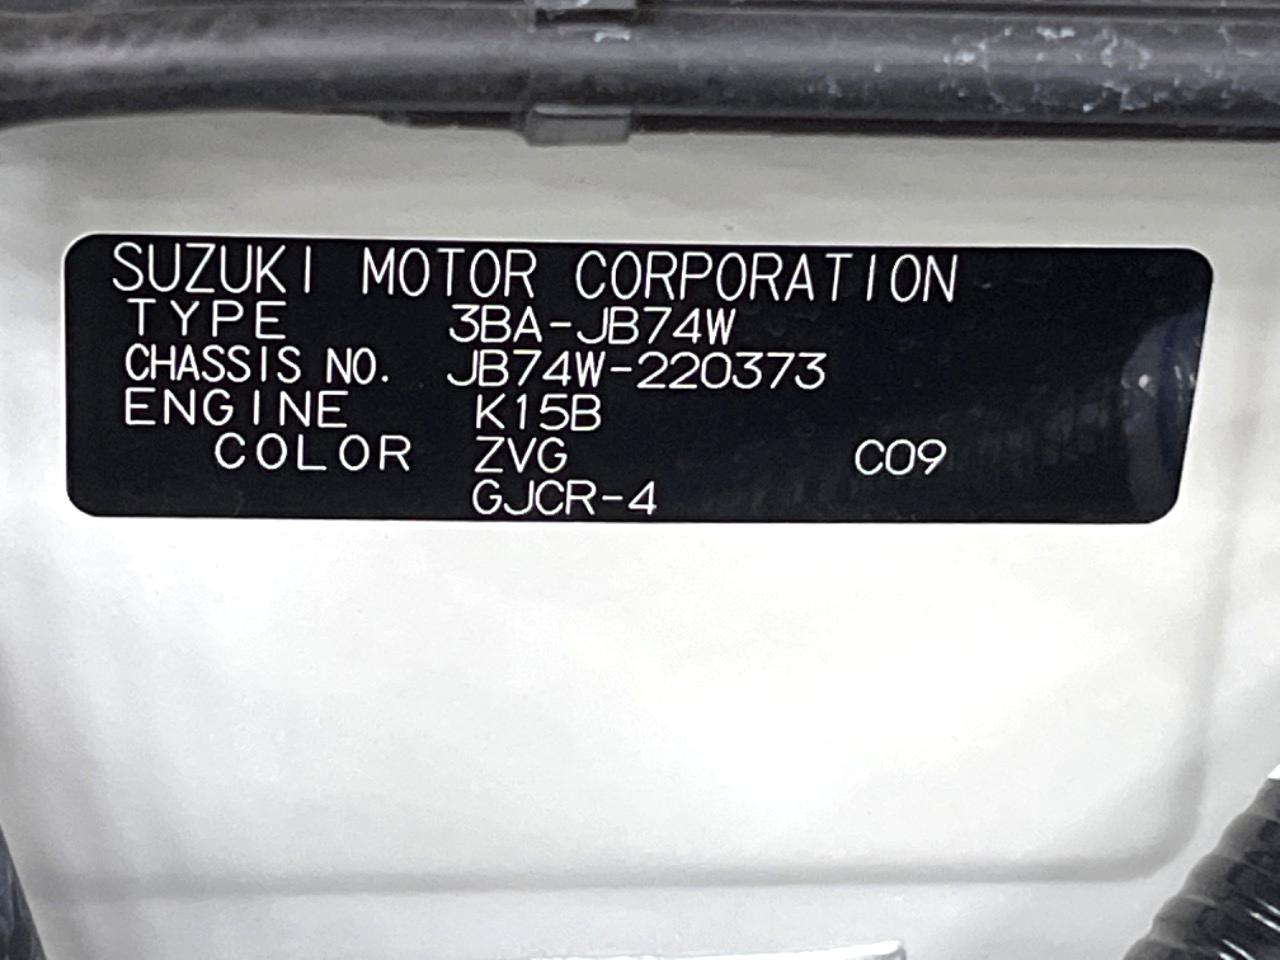 SUZUKI MOTOR CORPORATION
TYPE 3BA-JB74W
CHASSIS NO. JB74W-220373
ENGINE K15B
COLOR ZVG C09
GJCR-4